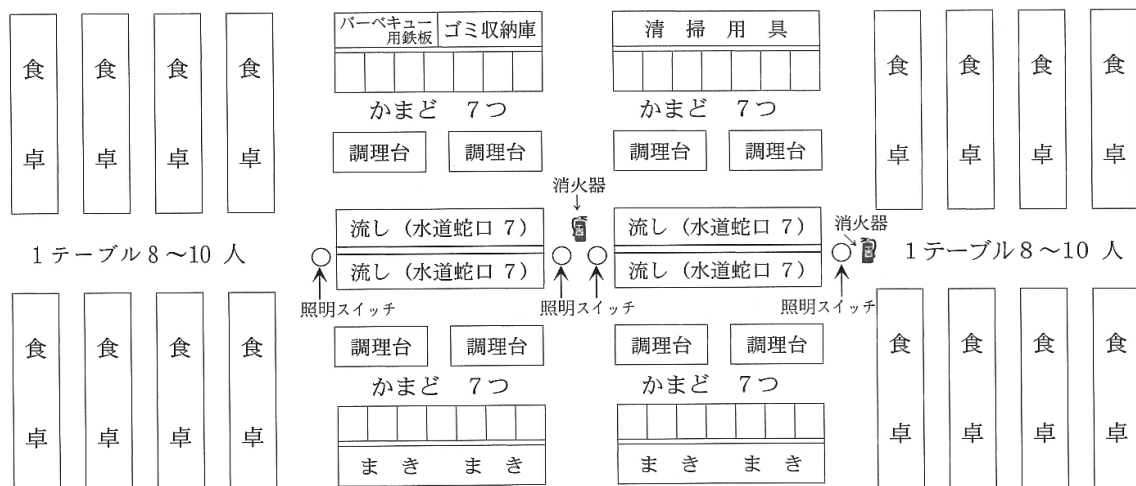 バーベキュー用鉄板
ゴミ収納庫
清掃用具
食卓 食卓 食卓 食卓
かまど 7つ
かまど 7つ
食卓 食卓 食卓 食卓
調理台 調理台
調理台 調理台
消火器
流し（水道蛇口 7）
流し（水道蛇口 7）
消火器
1テーブル8～10 人
流し（水道蛇口 7）
流し（水道蛇口 7）
1テーブル8～10 人
照明スイッチ
照明スイッチ
照明スイッチ
調理台 調理台
調理台 調理台
食卓 食卓 食卓 食卓
かまど 7つ
かまど 7つ
食卓 食卓 食卓 食卓
まき まき
まき まき